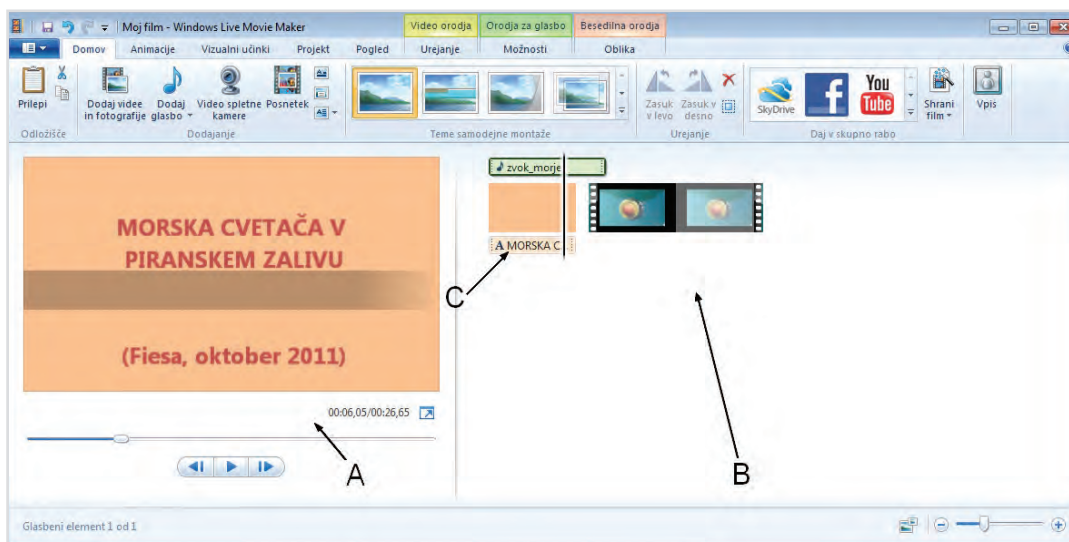 Moj film - Windows Live Movie Maker
Video orodja
Orodja za glasbo
Besedilna orodja
Domov
Animacije
Vizualni učinki
Projekt
Pogled
Urejanje
Možnosti
Oblika
Prilepi
Dodaj videe in fotografije
Dodaj glasbo
Video spletne kamere
Posnetek
Zasuk v levo
Zasuk v desno
SkyDrive
f
You Tube
Shrani film
Vpis
Odložišče
Dodajanje
Teme samodejne montaže
Urejanje
Daj v skupno rabo
MORSKA CVETAČA V
PIRANSKEM ZALIVU
(Fiesa, oktober 2011)
00:06,05/00:26,65
A
zvok_morje
A MORSKA C...
C
B
Glasbeni element 1 od 1